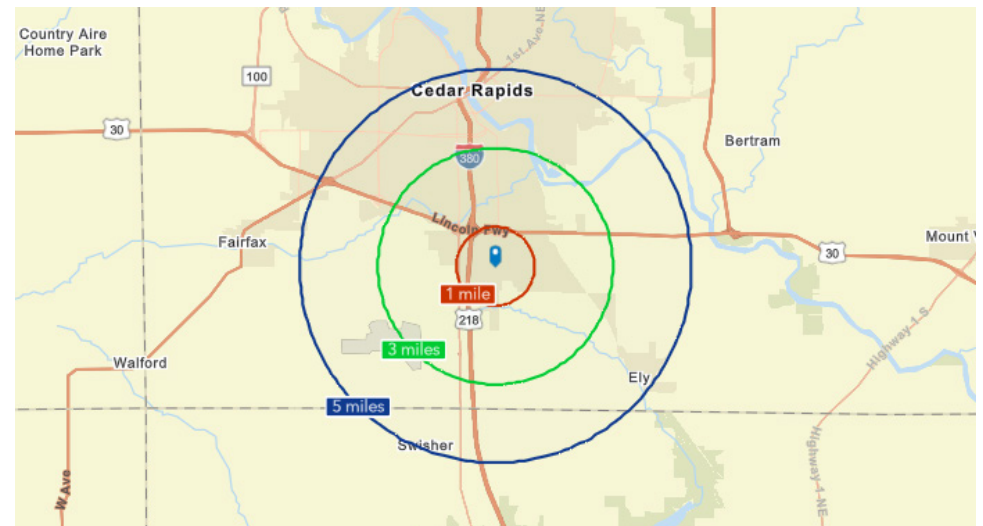 Country Aire
Home Park
1st Ave NE
100
Cedar Rapids
30
Bertram
380
Lincoln Fwy
Fairfax
Mount V
30
1 mile
218
Highway 1 S
3 miles
Walford
Ely
5 miles
Swisher
W Ave
Highway 1 NE